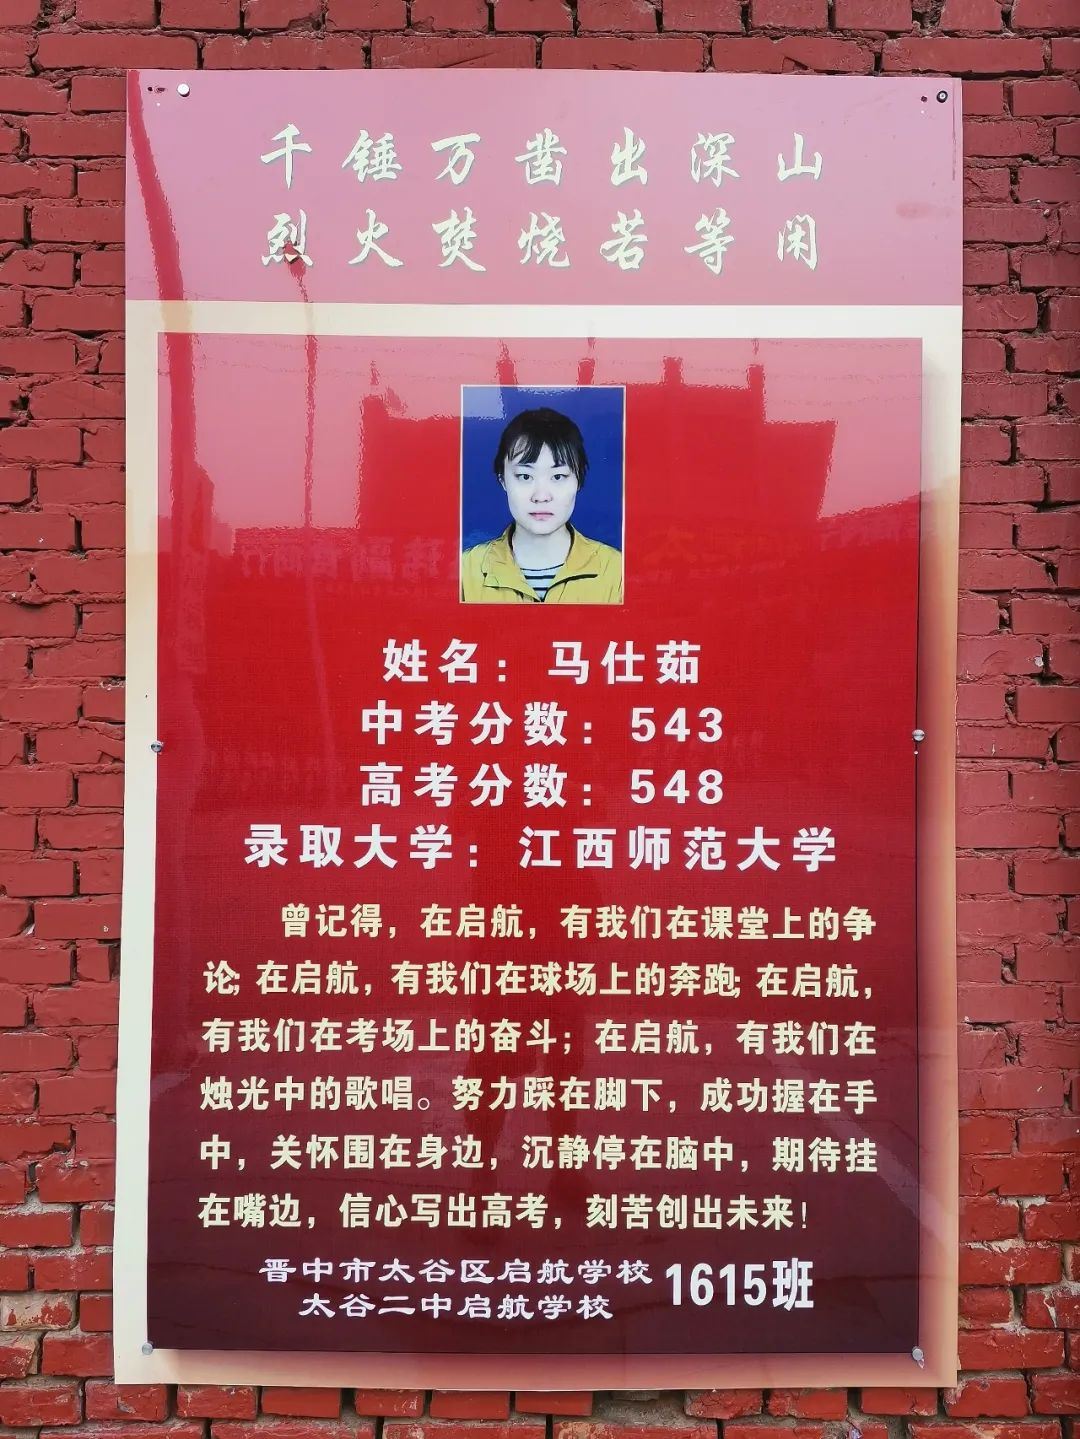 千锤万凿出深山
烈火焚烧若等闲
姓名：马仕茹
中考分数：543
高考分数：548
录取大学：江西师范大学
曾记得，在启航，有我们在课堂上的争
论；在启航，有我们在球场上的奔跑；在启航，
有我们在考场上的奋斗；在启航，有我们在
烛光中的歌唱。努力踩在脚下，成功握在手
中，关怀围在身边，沉静停在脑中，期待挂
在嘴边，信心写出高考，刻苦创出未来！
晋中市太谷区启航学校
太谷二中启航学校
1615班